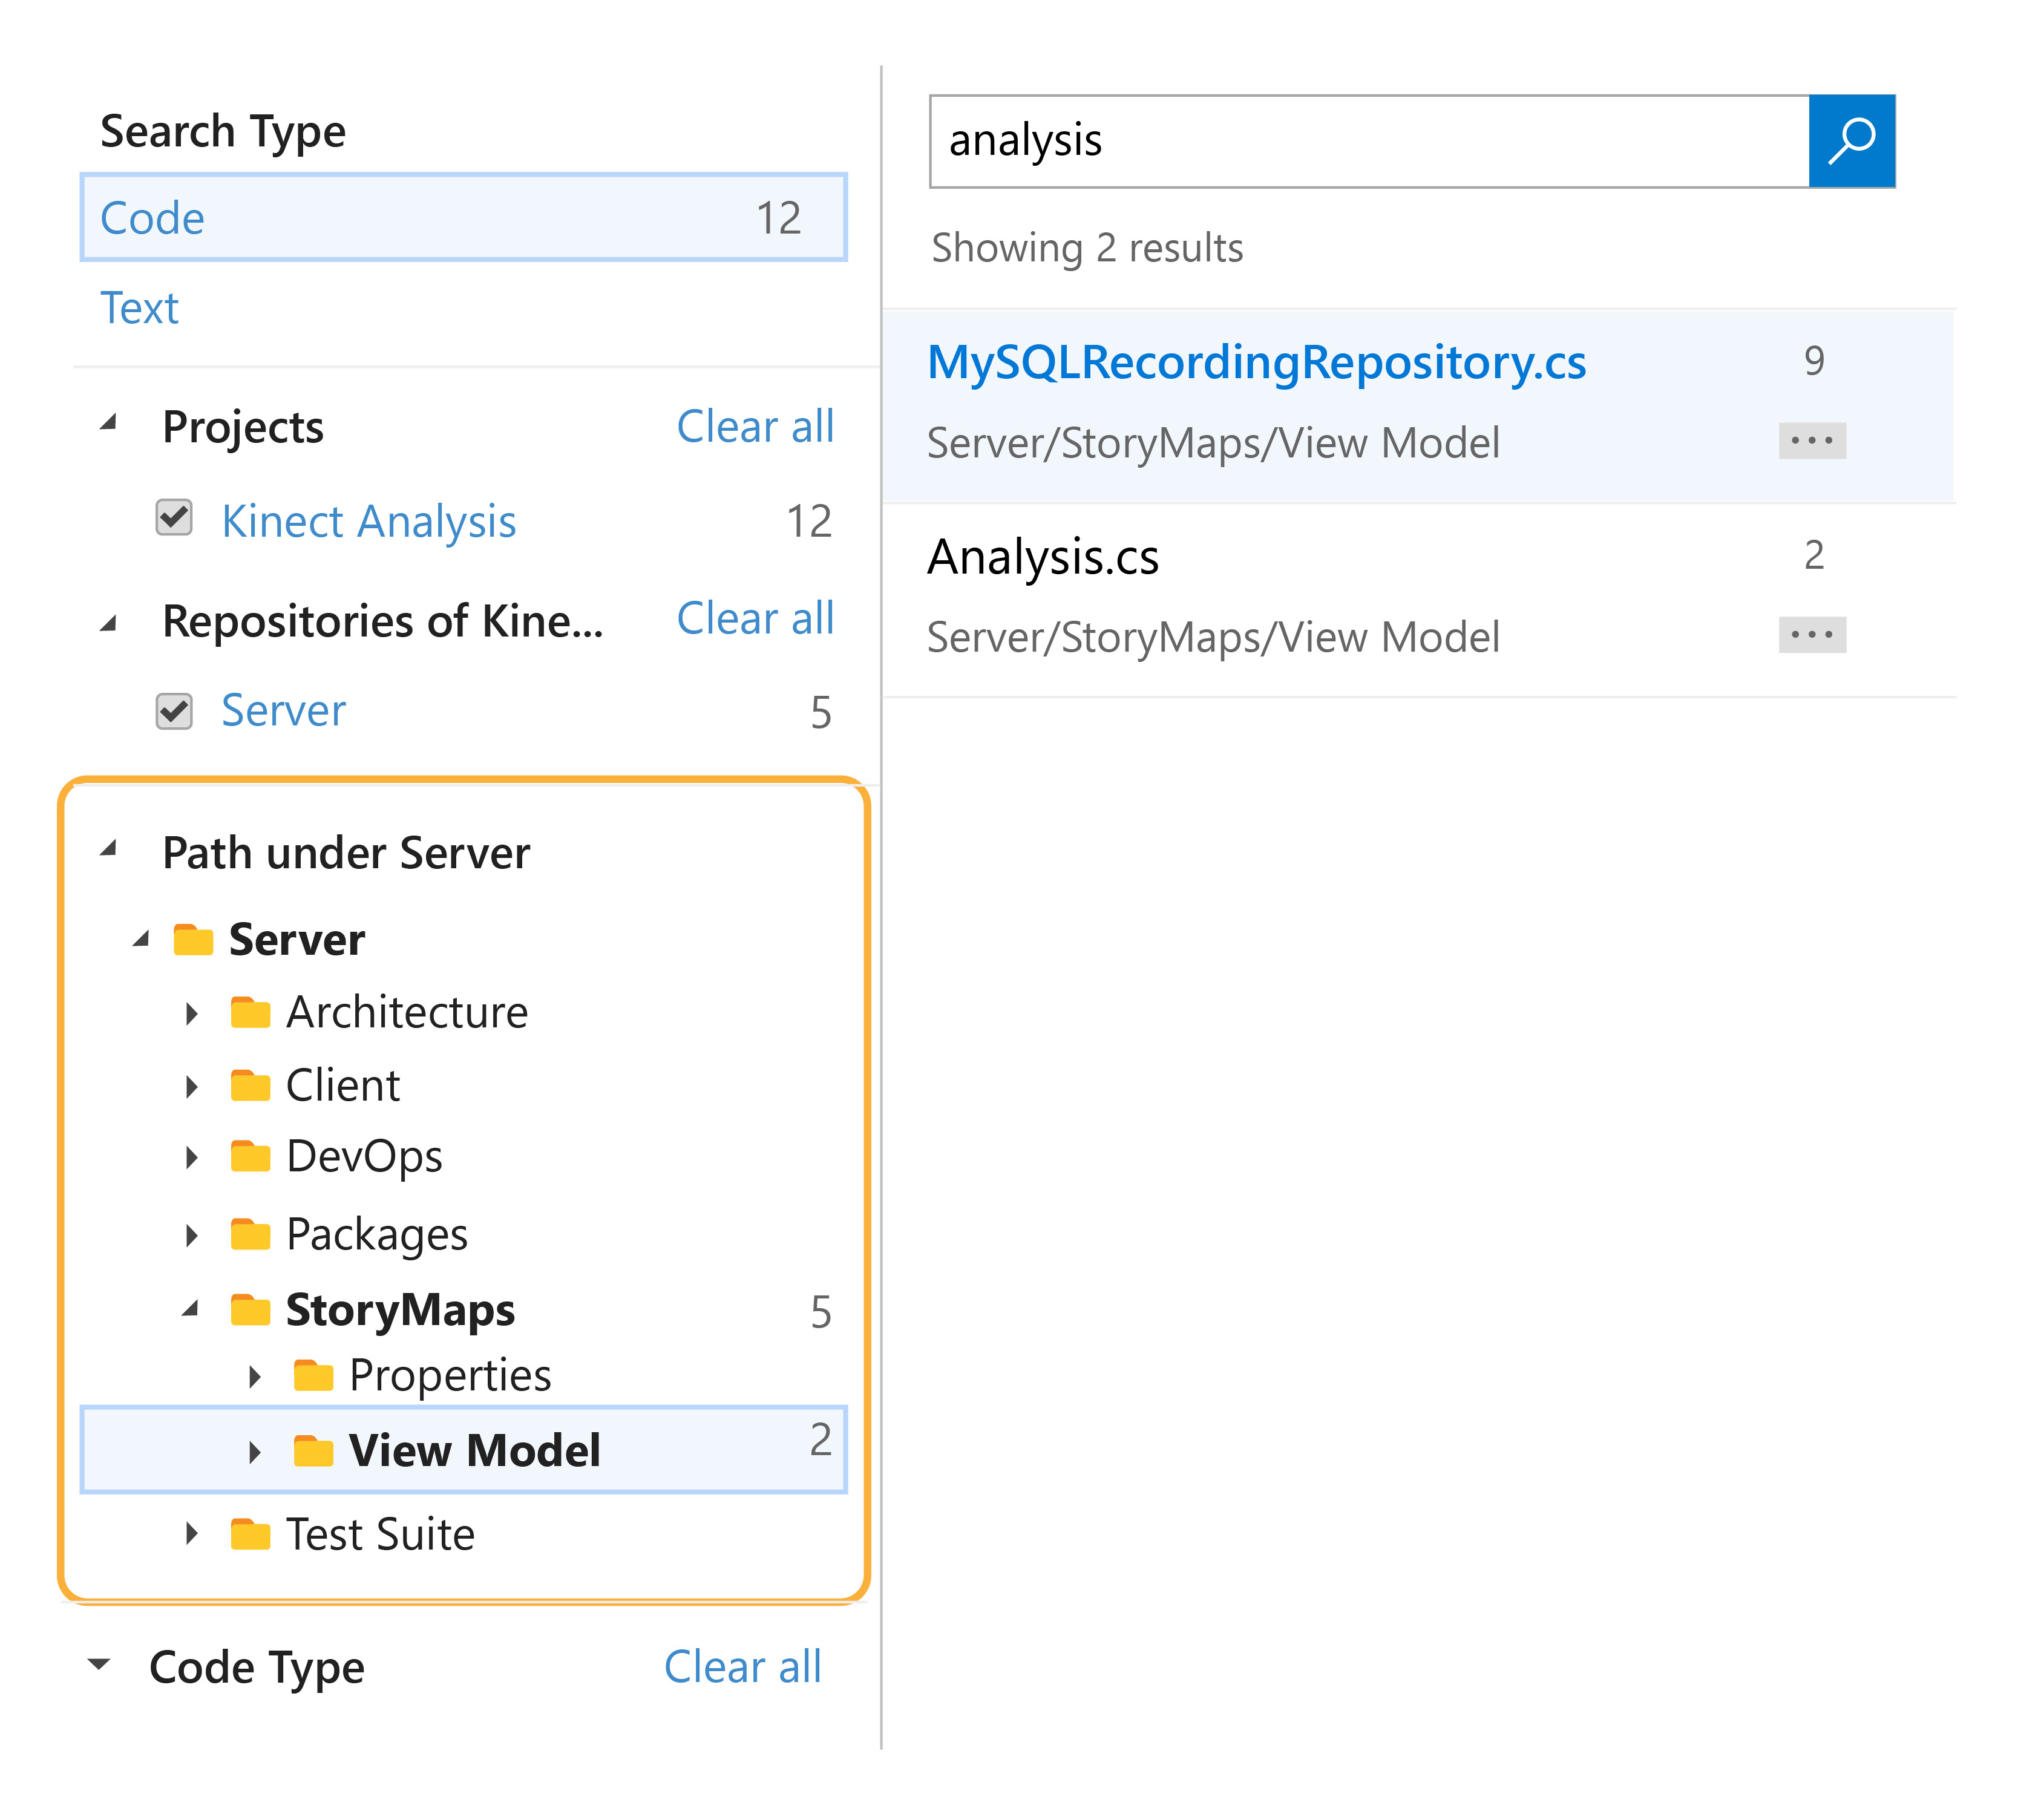 Search Type
Code 12
Text
Projects Clear all
Kinect Analysis 12
Repositories of Kine... Clear all
Server 5
Path under Server
Server
Architecture
Client
DevOps
Packages
StoryMaps 5
Properties
View Model 2
Test Suite
Code Type Clear all
analysis
Showing 2 results
MySQLRecordingRepository.cs 9
Server/StoryMaps/View Model
Analysis.cs 2
Server/StoryMaps/View Model